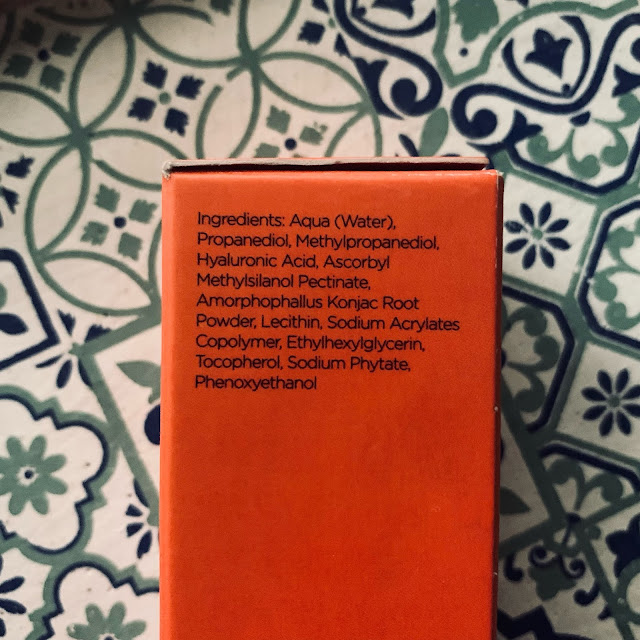 Ingredients: Aqua (Water),
Propanediol, Methylpropanediol,
Hyaluronic Acid, Ascorbyl
Methylsilanol Pectinate,
Amorphophallus Konjac Root
Powder, Lecithin, Sodium Acrylates
Copolymer, Ethylhexylglycerin,
Tocopherol, Sodium Phytate,
Phenoxyethanol